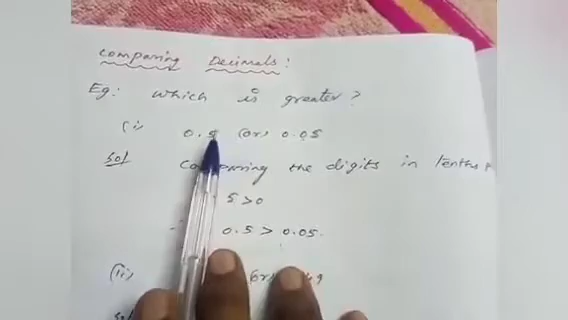 Comparing Decimals:
Eg: Which is greater?
(i) 0.5 (or) 0.05
Sol Comparing the digits in tenths
5 > 0
∴ 0.5 > 0.05.
(ii)
Sol